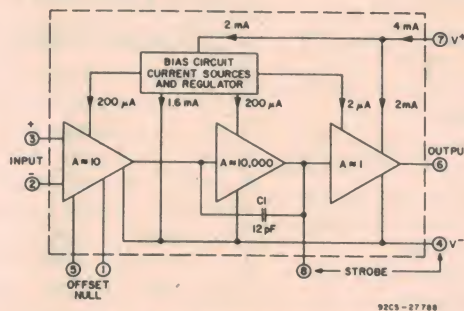 2 mA
4 mA
7 V+
BIAS CIRCUIT
CURRENT SOURCES
AND REGULATOR
200 μA
1.6 mA
200 μA
2 μA
2mA
+
3
INPUT
-
2
A≈10
A≈10,000
A≈1
OUTPUT
6
C1
12 pF
4 V-
5
1
OFFSET
NULL
8
STROBE
92CS-27788